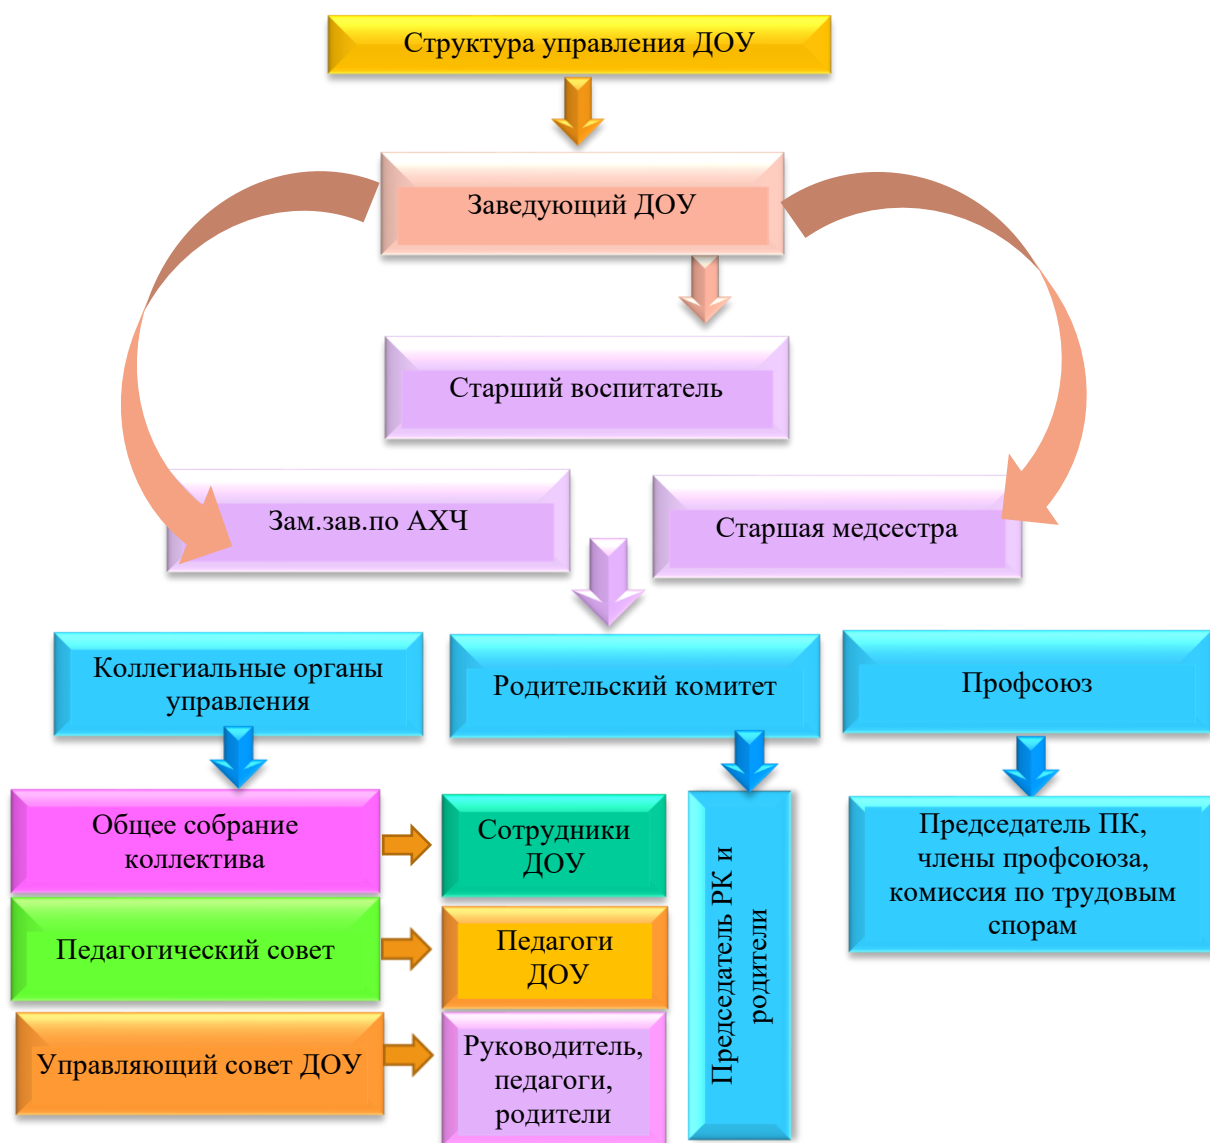 Структура управления ДОУ
Заведующий ДОУ
Старший воспитатель
Зам.зав.по АХЧ
Старшая медсестра
Коллегиальные органы
управления
Родительский комитет
Профсоюз
Общее собрание
коллектива
Сотрудники
ДОУ
Председатель РК и
родители
Председатель ПК,
члены профсоюза,
комиссия по трудовым
спорам
Педагогический совет
Педагоги
ДОУ
Управляющий совет ДОУ
Руководитель,
педагоги,
родители